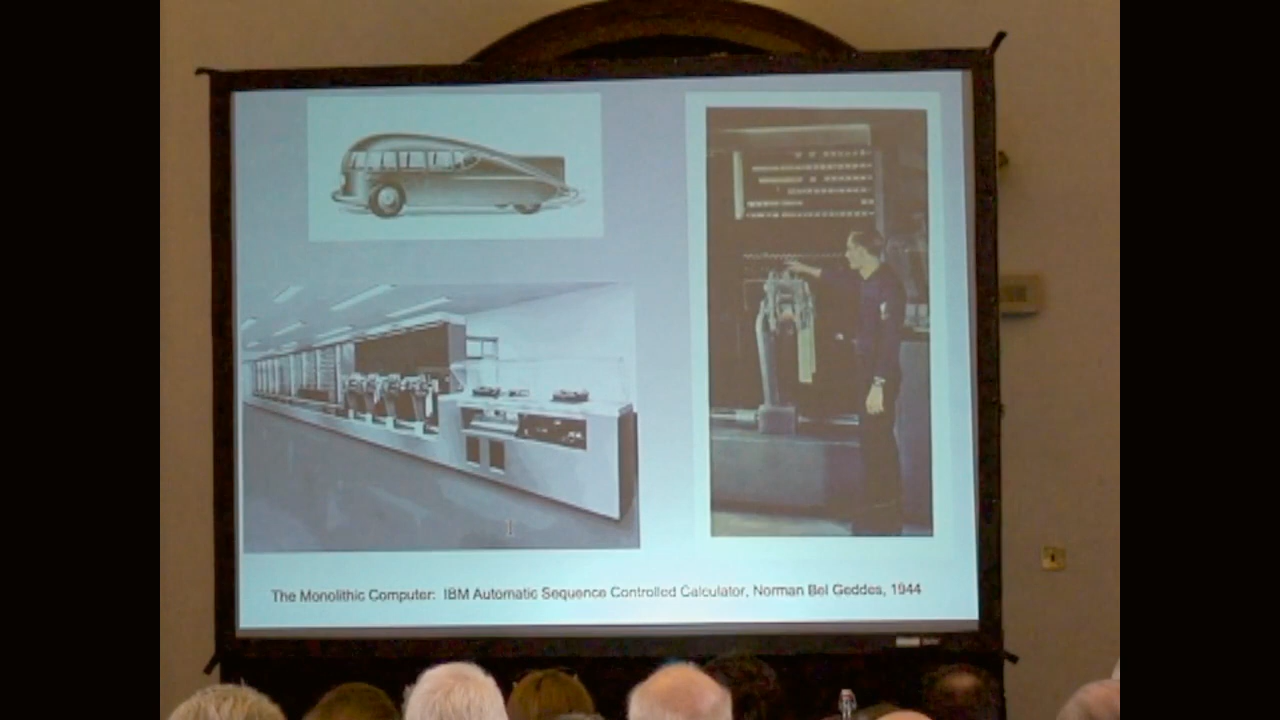 The Monolithic Computer: IBM Automatic Sequence Controlled Calculator, Norman Bel Geddes, 1944